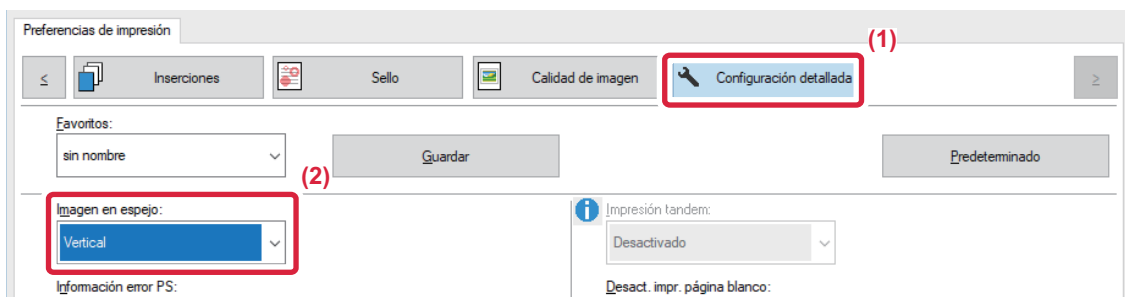 Preferencias de impresión
(1)
<
Inserciones
Sello
Calidad de imagen
Configuración detallada
>
Favoritos:
sin nombre
Guardar
Predeterminado
(2)
Imagen en espejo:
Impresión tandem:
Vertical
Desactivado
Información error PS:
Desact. impr. página blanco: